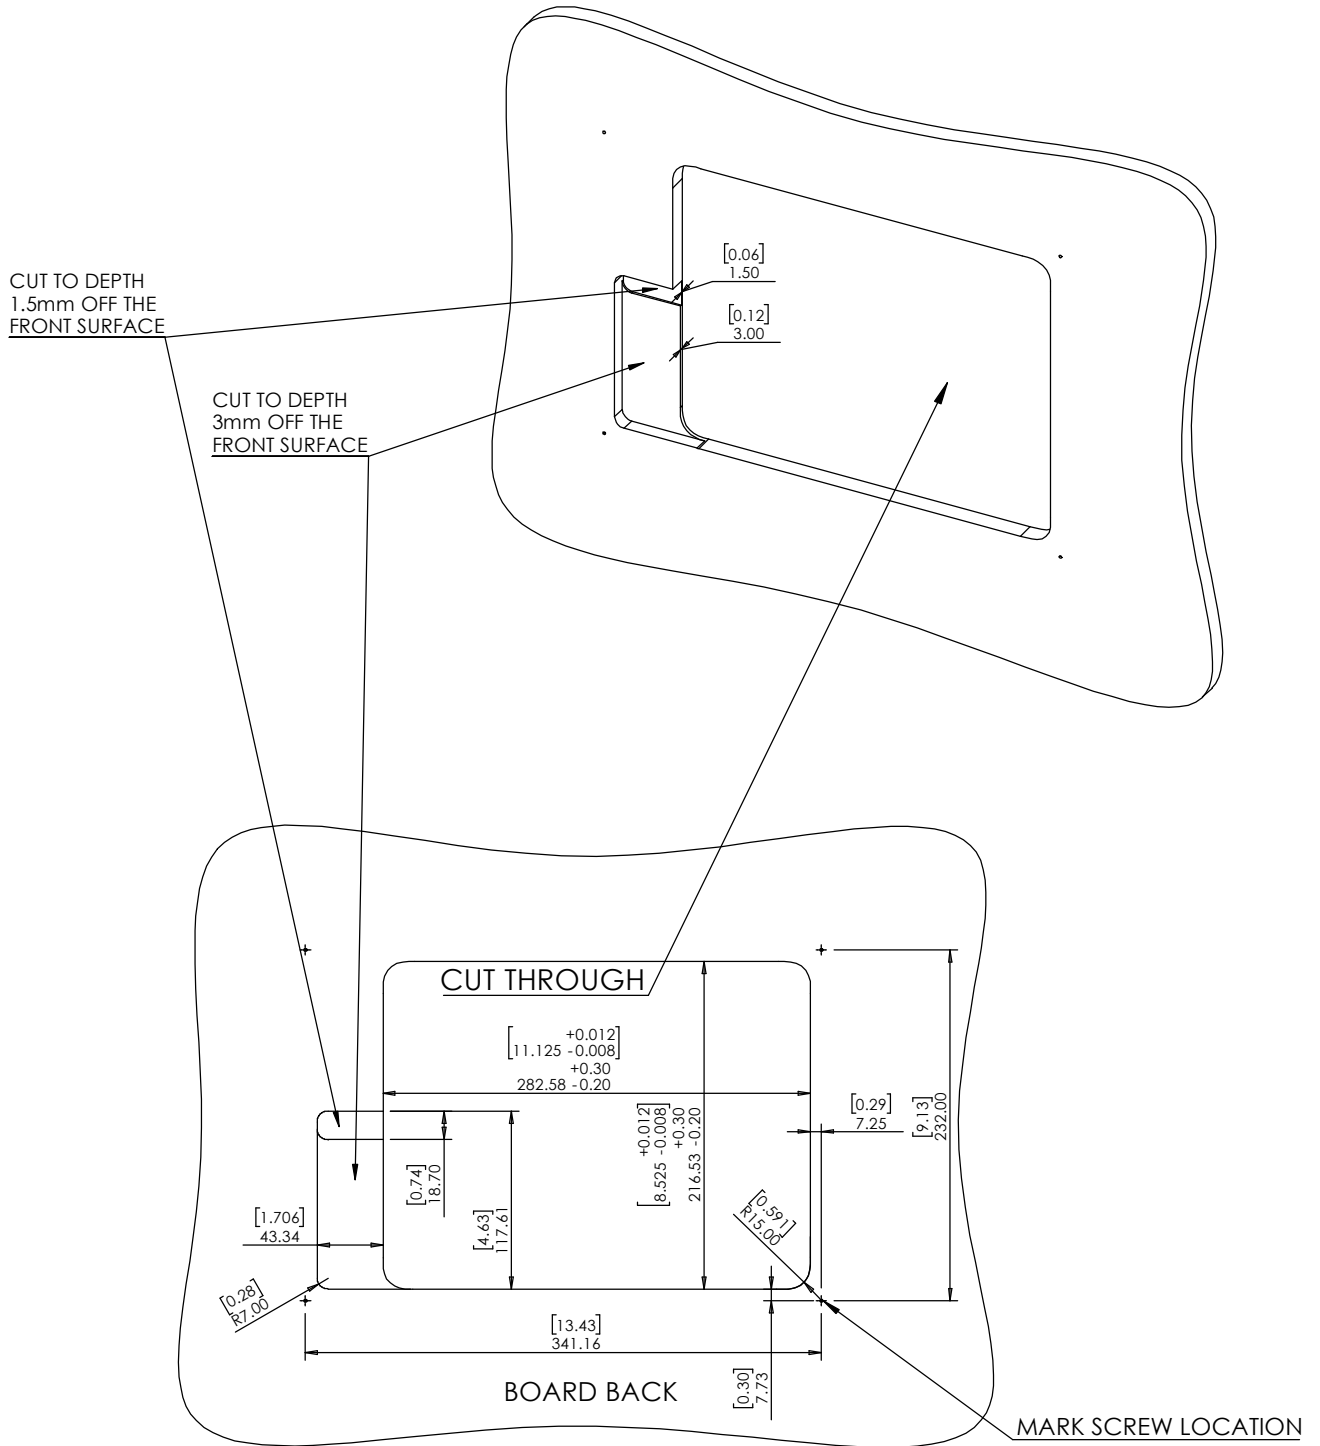 CUT TO DEPTH
1.5mm OFF THE
FRONT SURFACE
CUT TO DEPTH
3mm OFF THE
FRONT SURFACE
[0.06]
1.50
[0.12]
3.00
CUT THROUGH
+0.012
[11.125 -0.008]
+0.30
282.58 -0.20
+0.012
[8.525 -0.008]
+0.30
216.53 -0.20
[0.29]
7.25
[9.13]
232.00
[0.74]
18.70
[4.63]
117.61
[1.706]
43.34
[0.591]
R15.00
[0.28]
R7.00
[13.43]
341.16
[0.30]
7.73
BOARD BACK
MARK SCREW LOCATION